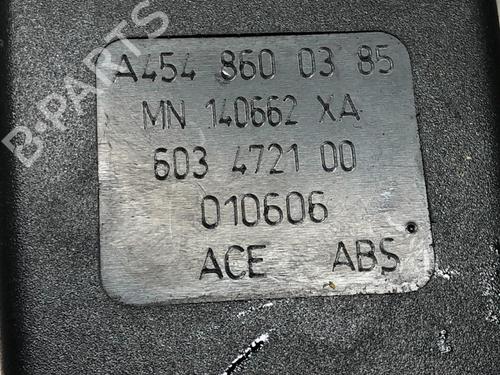 B-PARTS
A454 860 03 85
MN 140662 XA
603 4721 00
010606
ACE ABS